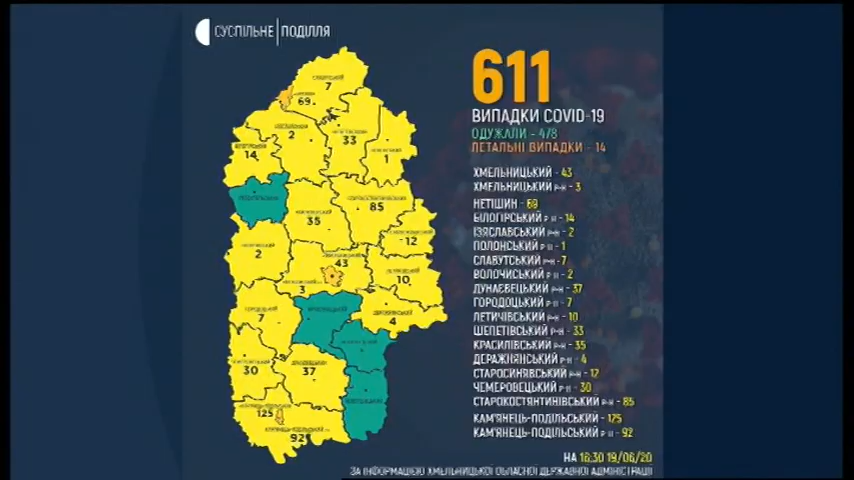 СУСПІЛЬНЕ | ПОДІЛЛЯ
611
ВИПАДКИ COVID-19
ОДУЖАЛИ - 478
ЛЕТАЛЬНІ ВИПАДКИ - 14
ХМЕЛЬНИЦЬКИЙ - 43
ХМЕЛЬНИЦЬКИЙ Р-Н - 3
НЕТІШИН - 69
БІЛОГІРСЬКИЙ Р-Н - 14
ІЗЯСЛАВСЬКИЙ Р-Н - 2
ПОЛОНСЬКИЙ Р-Н - 1
СЛАВУТСЬКИЙ Р-Н - 7
ВОЛОЧИСЬКИЙ Р-Н - 2
ДУНАЄВЕЦЬКИЙ Р-Н - 37
ГОРОДОЦЬКИЙ Р-Н - 7
ЛЕТИЧІВСЬКИЙ Р-Н - 10
ШЕПЕТІВСЬКИЙ Р-Н - 33
КРАСИЛІВСЬКИЙ Р-Н - 35
ДЕРАЖНЯНСЬКИЙ Р-Н - 4
СТАРОСИНЯВСЬКИЙ Р-Н - 12
ЧЕМЕРОВЕЦЬКИЙ Р-Н - 30
СТАРОКОСТЯНТИНІВСЬКИЙ Р-Н - 85
КАМ'ЯНЕЦЬ-ПОДІЛЬСЬКИЙ - 125
КАМ'ЯНЕЦЬ-ПОДІЛЬСЬКИЙ Р-Н - 92
НА 16:30 19/06/20
ЗА ІНФОРМАЦІЄЮ ХМЕЛЬНИЦЬКОЇ ОБЛАСНОЇ ДЕРЖАВНОЇ АДМІНІСТРАЦІЇ
7
69
2
33
14
1
85
35
12
2
43
10
3
7
4
30
37
125
92